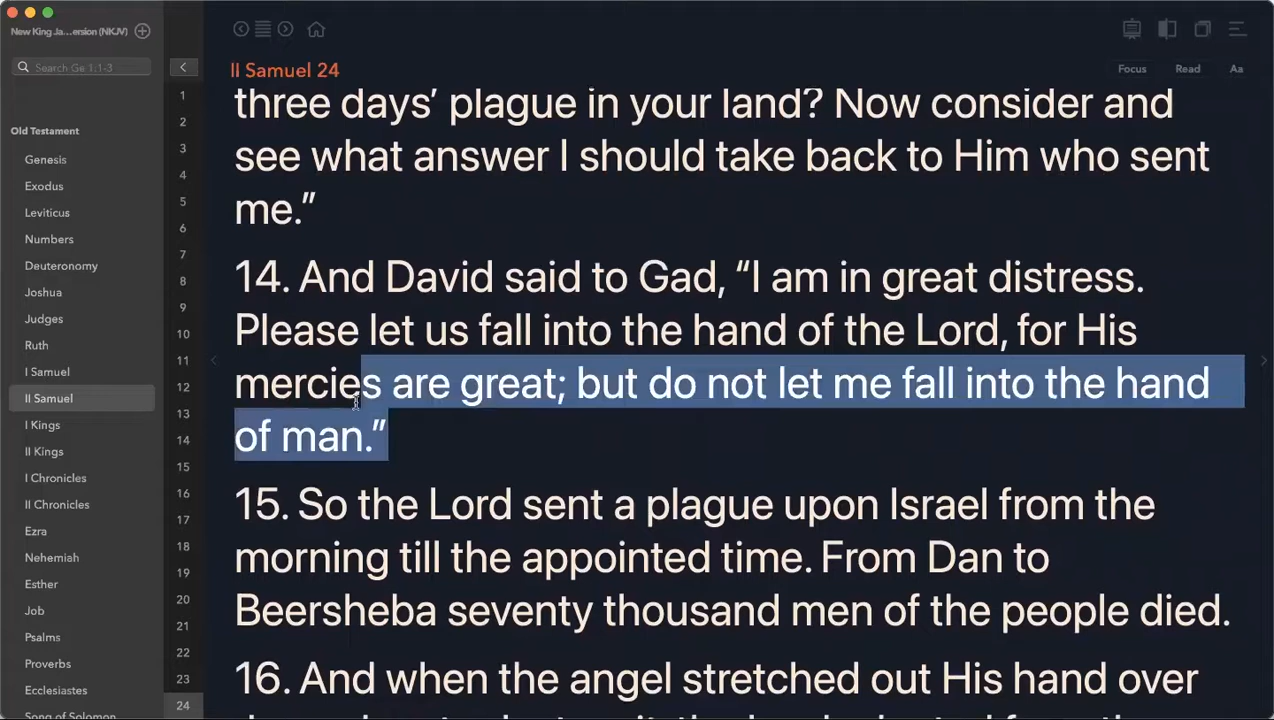 New King Ja...ersion (NKJV)
Search Ge 1:1-3
Old Testament
Genesis
Exodus
Leviticus
Numbers
Deuteronomy
Joshua
Judges
Ruth
I Samuel
II Samuel
I Kings
II Kings
I Chronicles
II Chronicles
Ezra
Nehemiah
Esther
Job
Psalms
Proverbs
Ecclesiastes
Song of Solomon
1
2
3
4
5
6
7
8
9
10
11
12
13
14
15
16
17
18
19
20
21
22
23
24
II Samuel 24
Focus
Read
Aa
three days’ plague in your land? Now consider and
see what answer I should take back to Him who sent
me.”
14. And David said to Gad, “I am in great distress.
Please let us fall into the hand of the Lord, for His
mercies are great; but do not let me fall into the hand
of man.”
15. So the Lord sent a plague upon Israel from the
morning till the appointed time. From Dan to
Beersheba seventy thousand men of the people died.
16. And when the angel stretched out His hand over